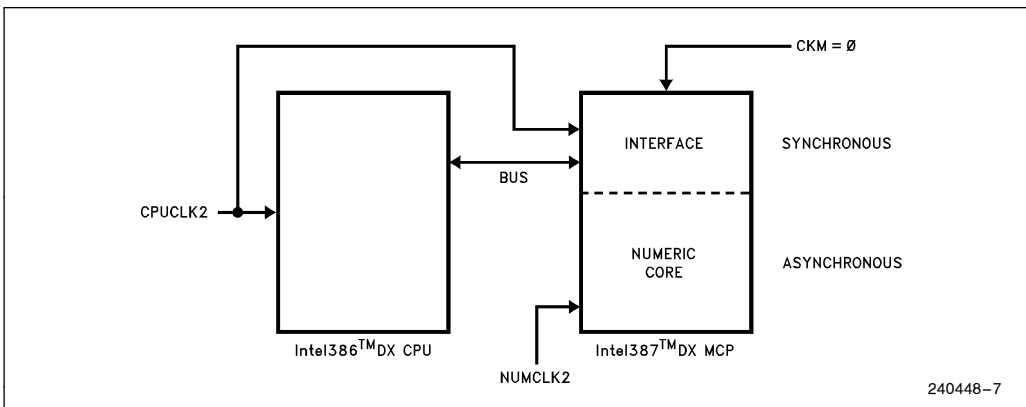 CKM = Ø
INTERFACE
SYNCHRONOUS
BUS
CPUCLK2
NUMERIC
CORE
ASYNCHRONOUS
Intel386™DX CPU
Intel387™DX MCP
NUMCLK2
240448–7